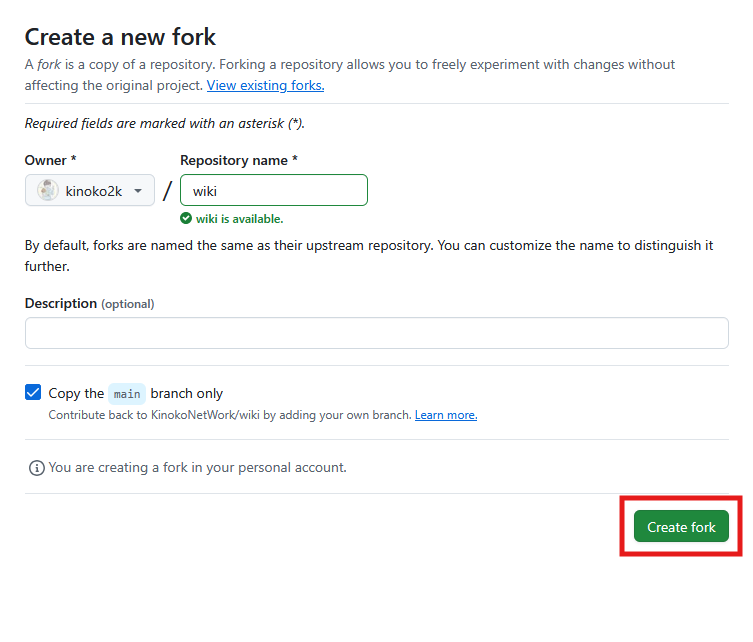 Create a new fork
A fork is a copy of a repository. Forking a repository allows you to freely experiment with changes without
affecting the original project. View existing forks.
Required fields are marked with an asterisk (*).
Owner *
Repository name *
kinoko2k
/
wiki
wiki is available.
By default, forks are named the same as their upstream repository. You can customize the name to distinguish it
further.
Description (optional)
Copy the main branch only
Contribute back to KinokoNetWork/wiki by adding your own branch. Learn more.
You are creating a fork in your personal account.
Create fork